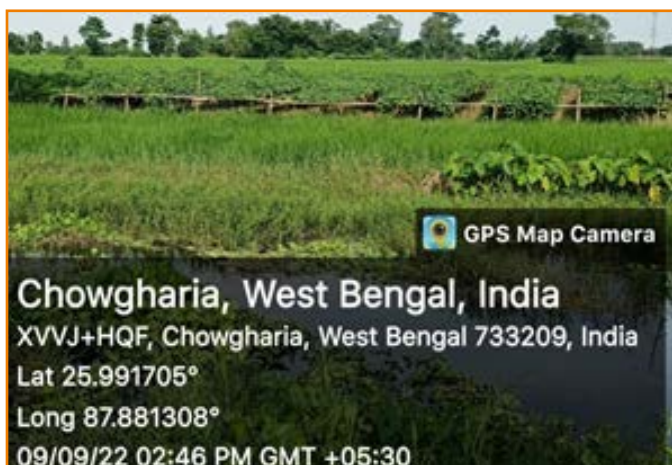 GPS Map Camera
Chowgharia, West Bengal, India
XVVJ+HQF, Chowgharia, West Bengal 733209, India
Lat 25.991705°
Long 87.881308°
09/09/22 02:46 PM GMT +05:30